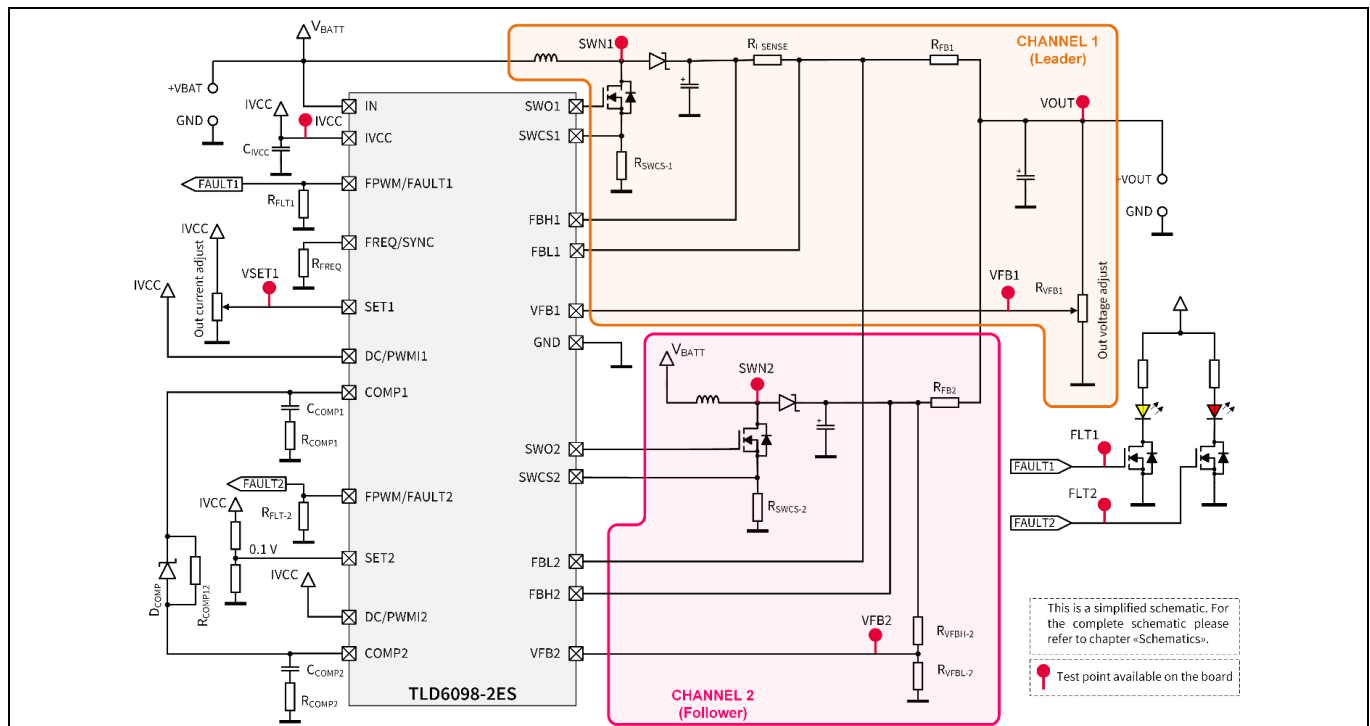 VBATT
SWN1
RI-SENSE
RFB1
CHANNEL 1
(Leader)
+VBAT
GND
IVCC
IVCC
CIVCC
IN
IVCC
SWO1
SWCS1
RSWCS-1
VOUT
+VOUT
GND
FAULT1
FPWM/FAULT1
RFLT1
FBH1
IVCC
FREQ/SYNC
RFREQ
FBL1
IVCC
VSET1
Out current adjust
SET1
VFB1
VFB1
RVFB1
Out voltage adjust
DC/PWMI1
GND
VBATT
COMP1
CCOMP1
RCOMP1
SWN2
RFB2
SWO2
SWCS2
RSWCS-2
FLT1
FAULT1
FLT2
FAULT2
FAULT2
FPWM/FAULT2
RFLT-2
IVCC
0.1 V
SET2
FBL2
IVCC
FBH2
DCOMP
RCOMP12
DC/PWMI2
VFB2
RVFBH-2
COMP2
VFB2
RVFBL-2
CCOMP2
RCOMP2
TLD6098-2ES
CHANNEL 2
(Follower)
This is a simplified schematic. For
the complete schematic please
refer to chapter «Schematics».
Test point available on the board